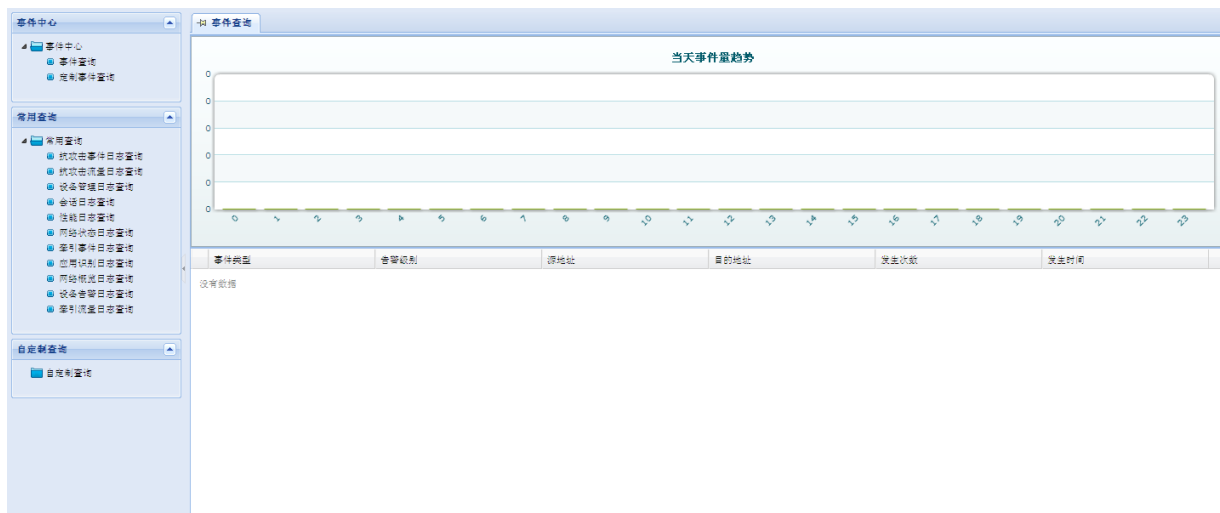 事件中心
事件中心
事件查询
定制事件查询
常用查询
常用查询
抗攻击事件日志查询
抗攻击流量日志查询
设备管理日志查询
会话日志查询
性能日志查询
网络状态日志查询
牵引事件日志查询
应用识别日志查询
网络概览日志查询
设备告警日志查询
牵引流量日志查询
自定制查询
自定制查询
事件查询
当天事件量趋势
0
0
0
0
0
0
0 1 2 3 4 5 6 7 8 9 10 11 12 13 14 15 16 17 18 19 20 21 22 23
事件类型 告警级别 源地址 目的地址 发生次数 发生时间
没有数据